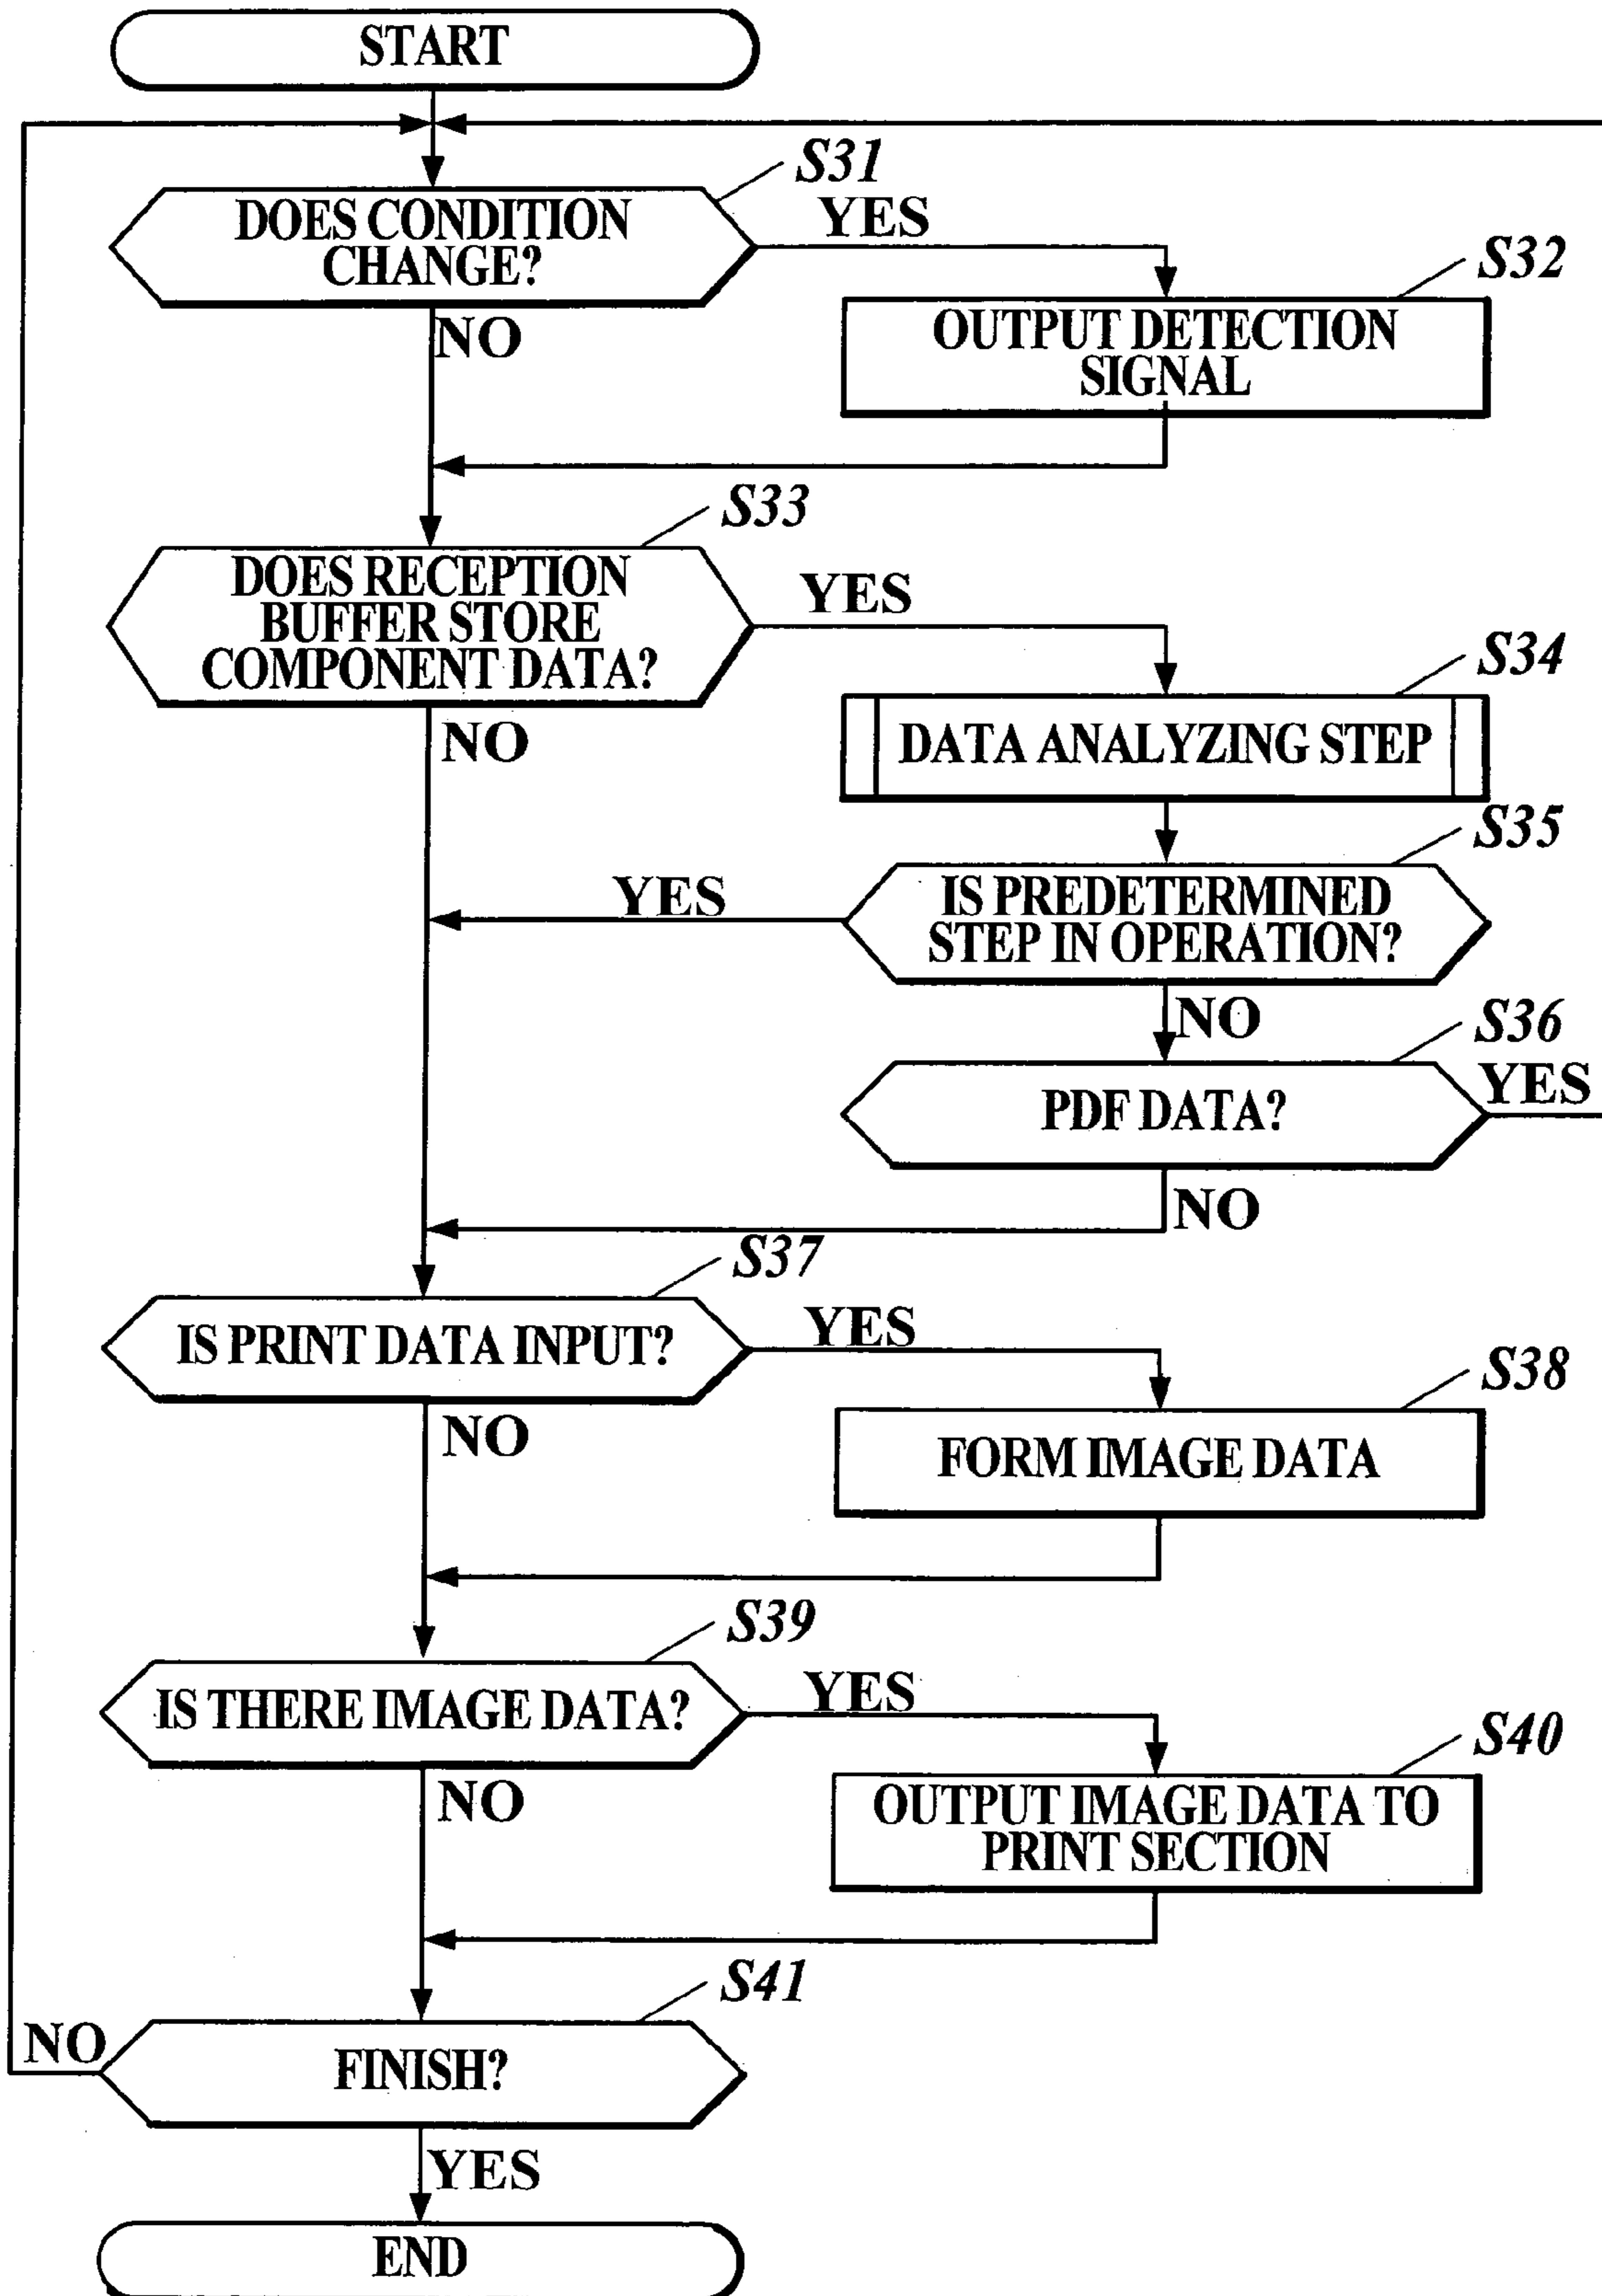 START
S31
DOES CONDITION
CHANGE?
YES
NO
S32
OUTPUT DETECTION
SIGNAL
S33
DOES RECEPTION
BUFFER STORE
COMPONENT DATA?
YES
NO
S34
DATA ANALYZING STEP
S35
IS PREDETERMINED
STEP IN OPERATION?
YES
NO
S36
PDF DATA?
YES
NO
S37
IS PRINT DATA INPUT?
YES
NO
S38
FORM IMAGE DATA
S39
IS THERE IMAGE DATA?
YES
NO
S40
OUTPUT IMAGE DATA TO
PRINT SECTION
S41
FINISH?
NO
YES
END